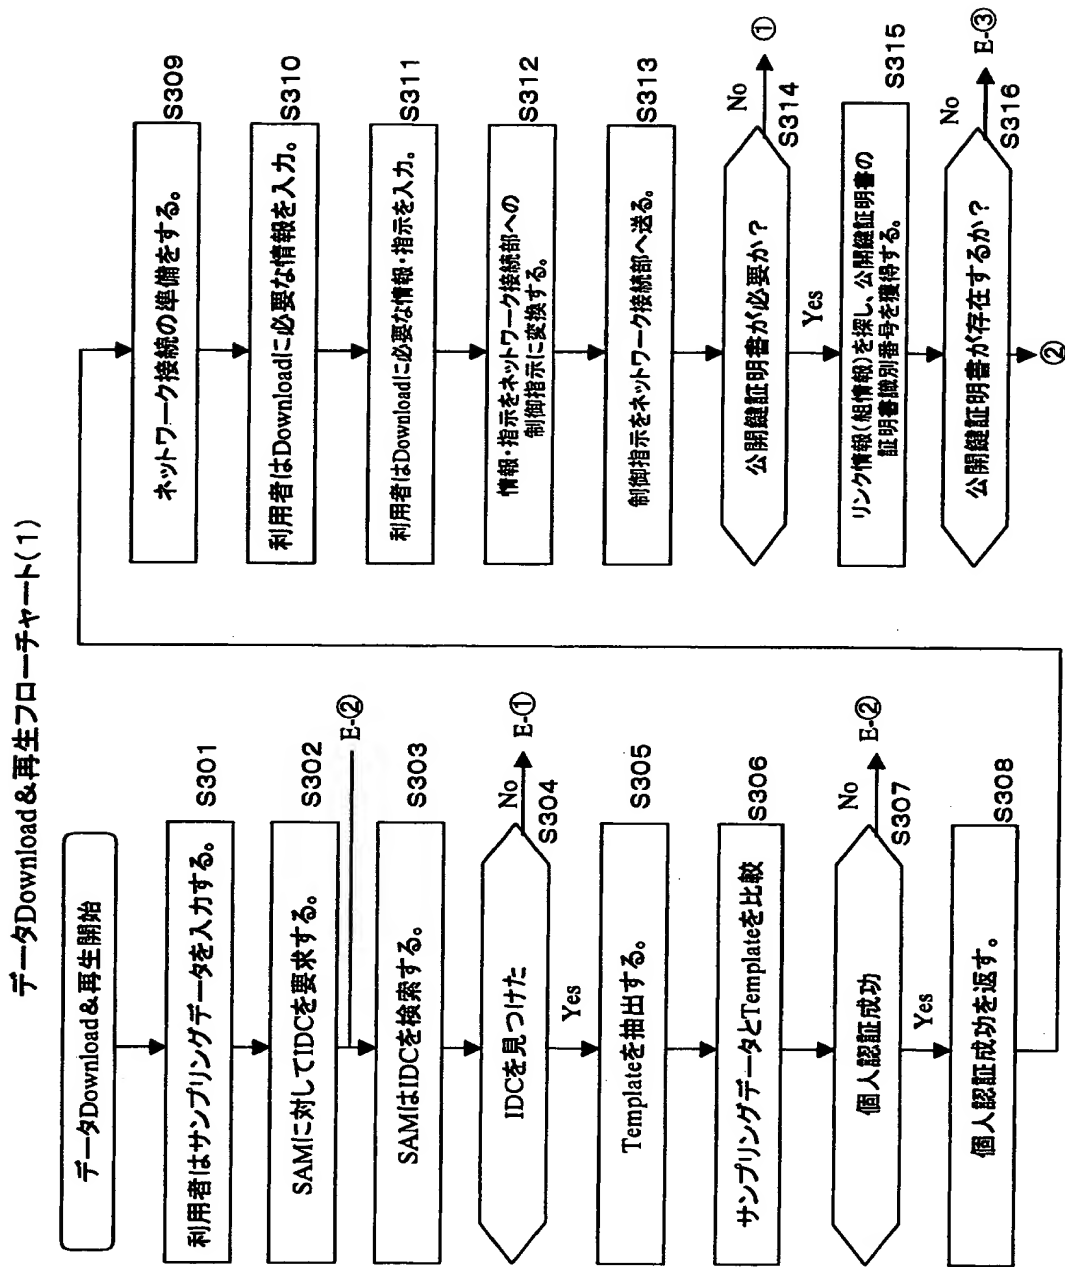 データDownload&再生フローチャート(1)
データDownload&再生開始
利用者はサンプリングデータを入力する。
S301
SAMに対してIDCを要求する。
S302
E-②
SAMはIDCを検索する。
S303
IDCを見つけた
No
E-①
S304
Yes
Templateを抽出する。
S305
サンプリングデータとTemplateを比較
S306
個人認証成功
No
E-②
S307
Yes
個人認証成功を返す。
S308
ネットワーク接続の準備をする。
S309
利用者はDownloadに必要な情報を入力。
S310
利用者はDownloadに必要な情報・指示を入力。
S311
情報・指示をネットワーク接続部への
制御指示に変換する。
S312
制御指示をネットワーク接続部へ送る。
S313
公開鍵証明書が必要か？
No
①
S314
Yes
リンク情報(組情報)を探し、公開鍵証明書の
証明書識別番号を獲得する。
S315
公開鍵証明書が存在するか？
No
E-③
S316
②